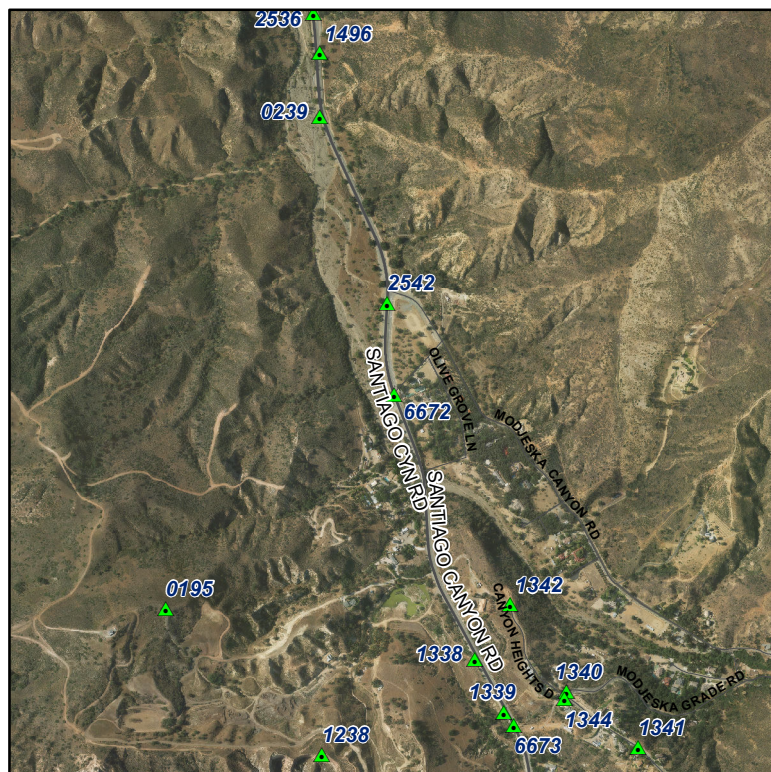 2536
1496
0239
2542
SANTIAGO CYN RD
OLIVE GROVE LN
6672
MODJESKA CANYON RD
SANTIAGO CANYON RD
0195
1342
CANYON HEIGHTS D
1338
1340
MODJESKA GRADE RD
1339
1344
1341
6673
1238